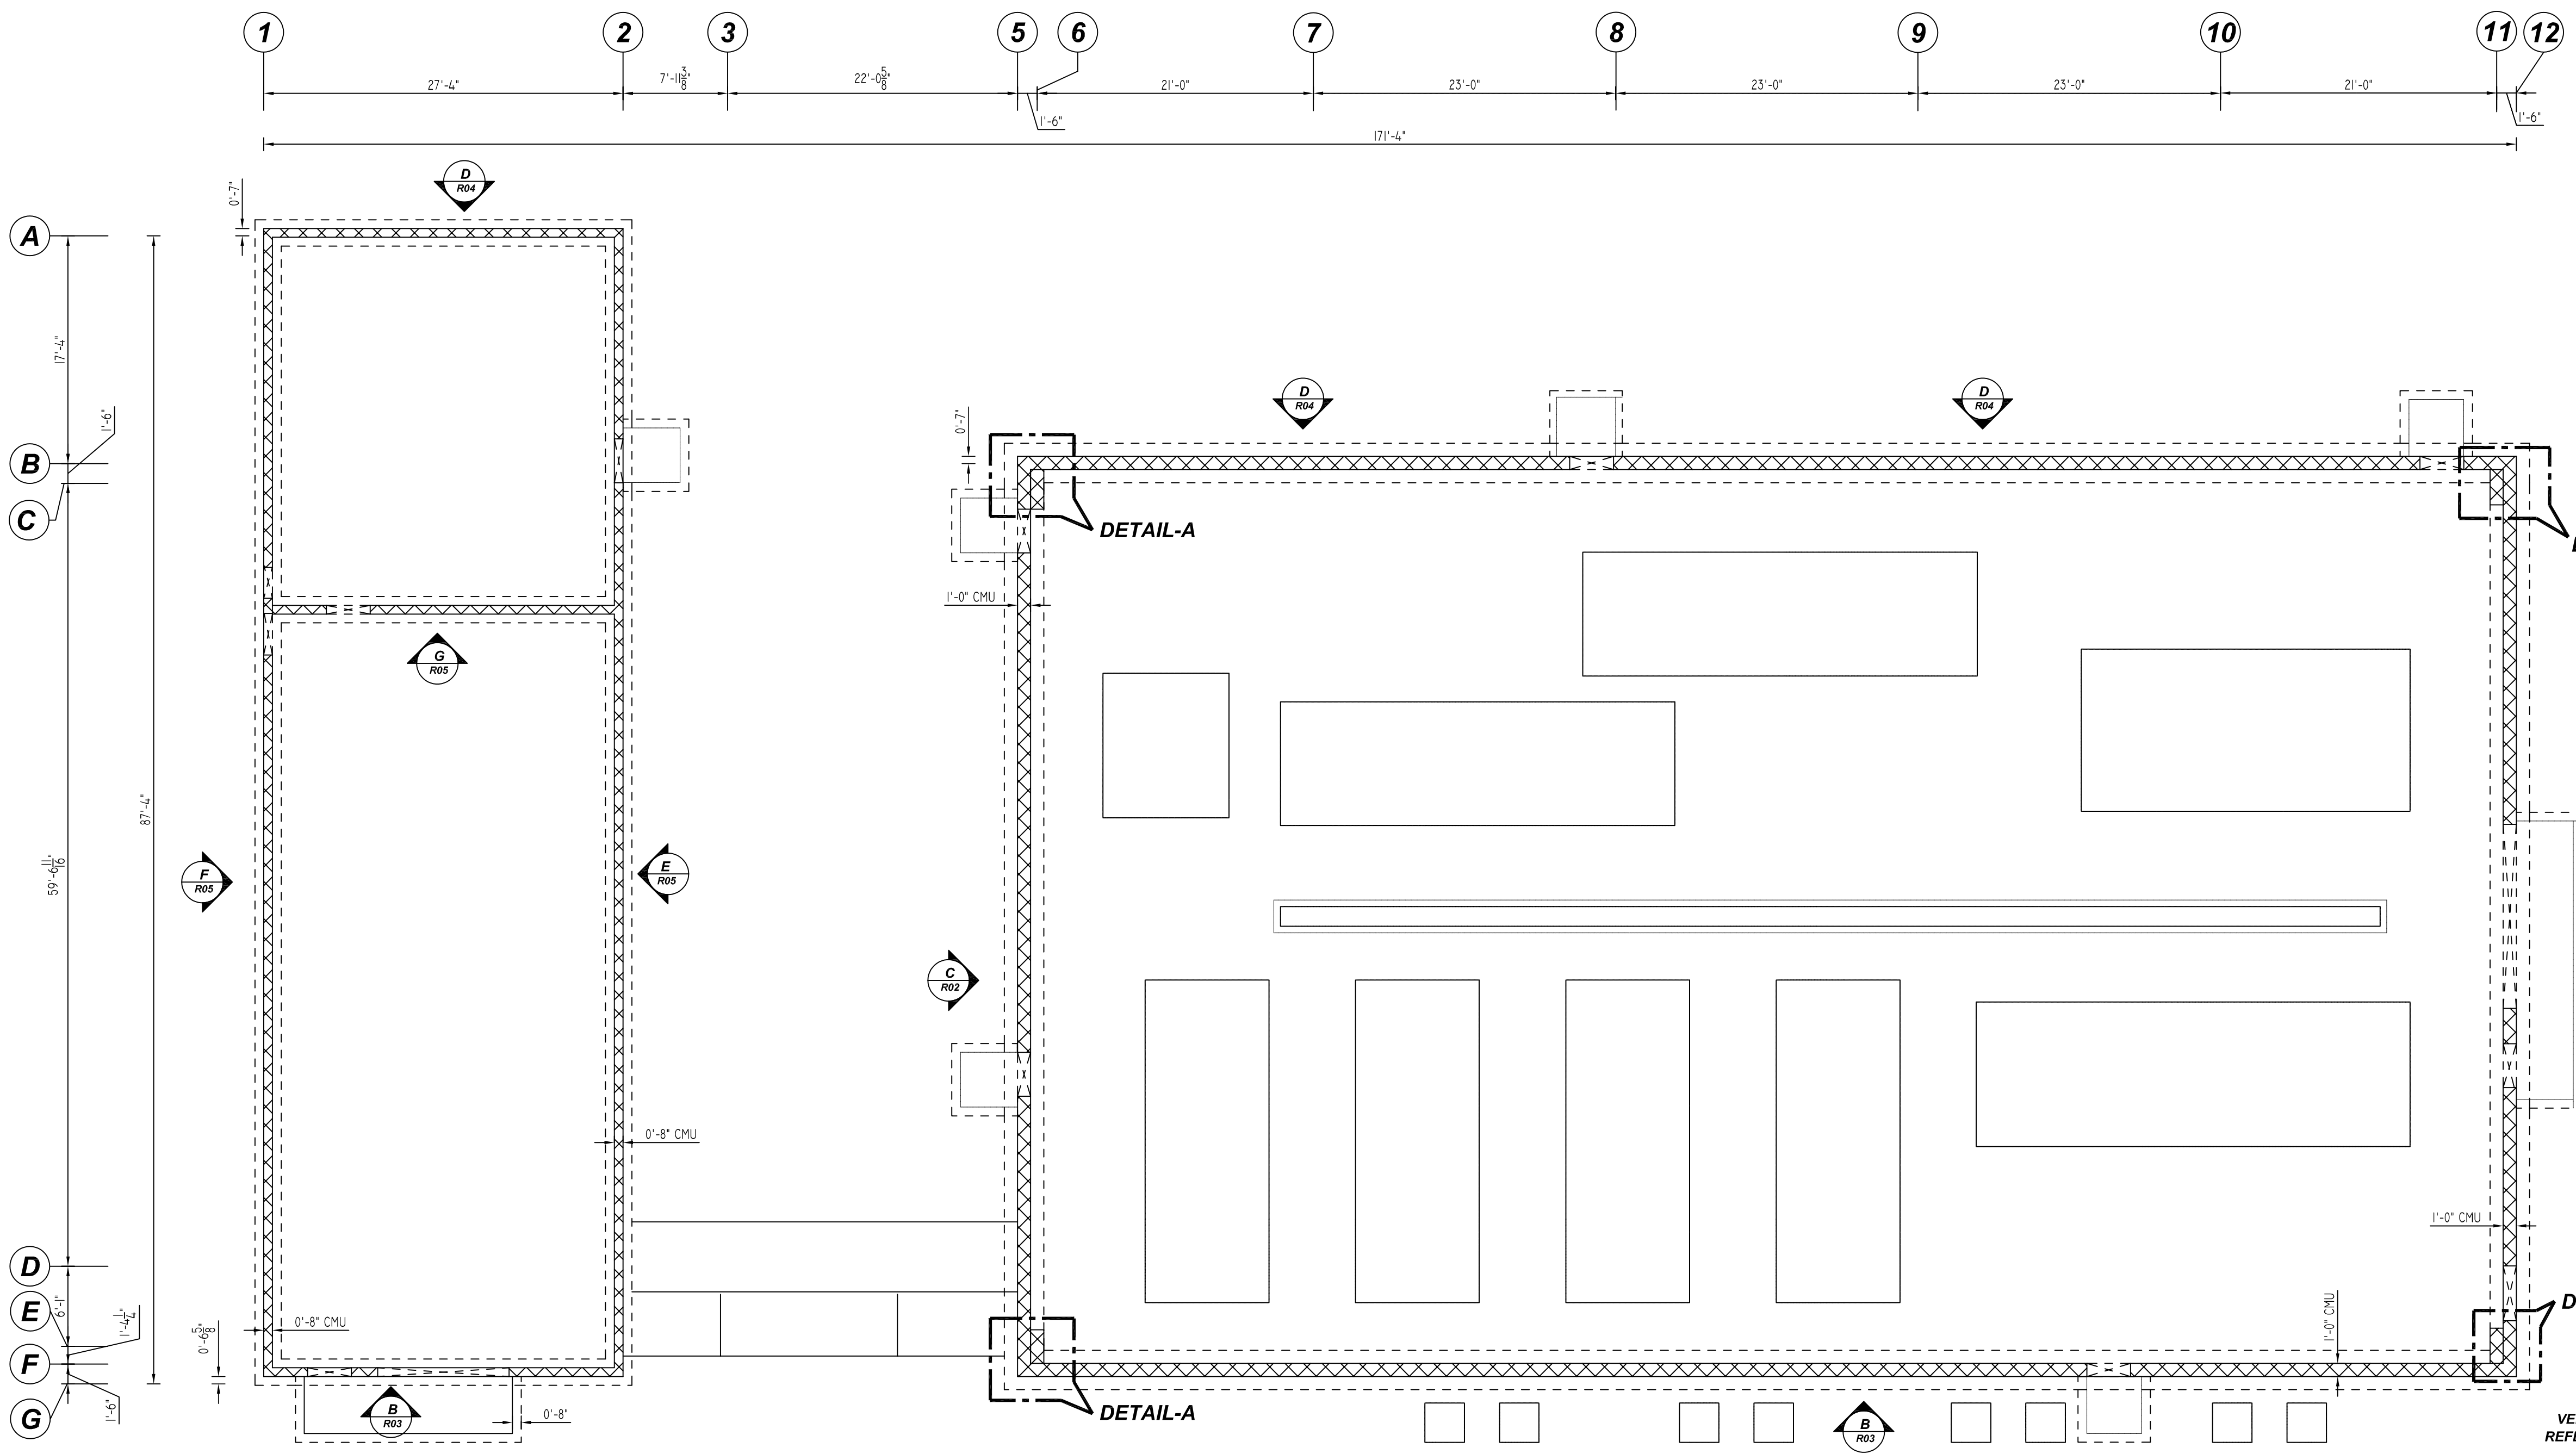 1 2 3 5 6 7 8 9 10 11 12
27'-4" 7'-11 3/8" 22'-0 5/8" 21'-0" 23'-0" 23'-0" 23'-0" 21'-0"
1'-6" 1'-6"
171'-4"
D
R04
0'-7"
A
17'-4"
1'-6"
B
C
D
R04
D
R04
0'-7"
DETAIL-A
1'-0" CMU
G
R05
87'-4"
59'-6 11/16"
F
R05
E
R05
C
R02
0'-8" CMU
1'-0" CMU
D
E
F
G
6'-1"
1'-4 1/4"
1'-6"
0'-6 5/8"
0'-8" CMU
1'-0" CMU
D
B
R03
0'-8"
DETAIL-A
B
R03
VE
REF